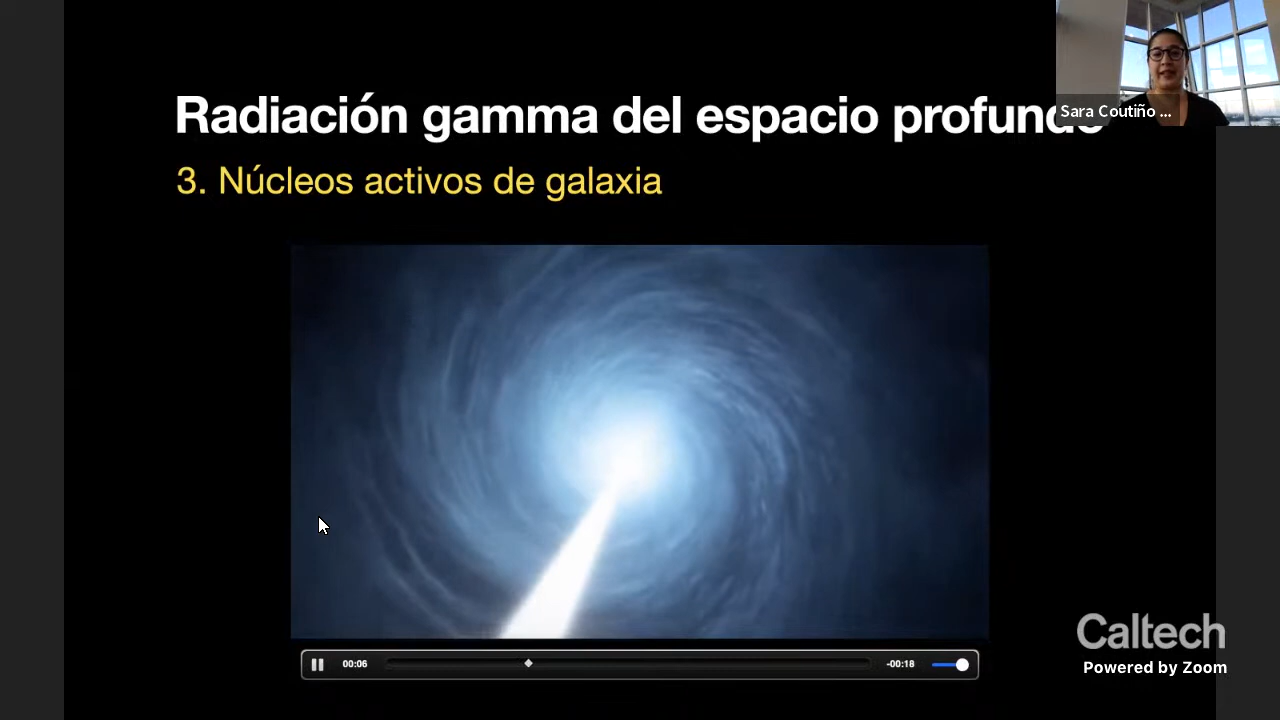 Radiación gamma del espacio profundo
Sara Coutiño ...
3. Núcleos activos de galaxia
00:06
-00:18
Caltech
Powered by Zoom